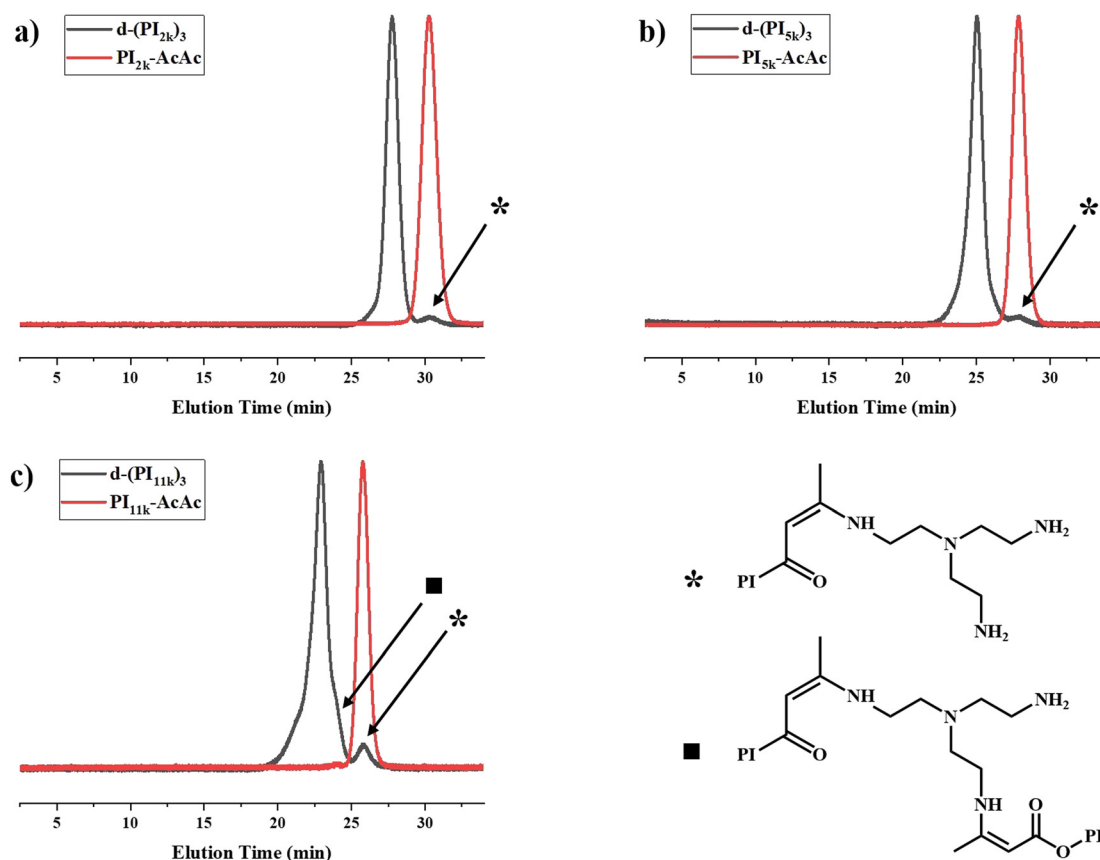 a)
d-(PI2k)3
PI2k-AcAc
*
5 10 15 20 25 30
Elution Time (min)
b)
d-(PI5k)3
PI5k-AcAc
*
5 10 15 20 25 30
Elution Time (min)
c)
d-(PI11k)3
PI11k-AcAc
■
*
5 10 15 20 25 30
Elution Time (min)
*
NH
N
NH2
PI
O
NH2
■
NH
N
NH2
PI
O
NH
O
O
PI